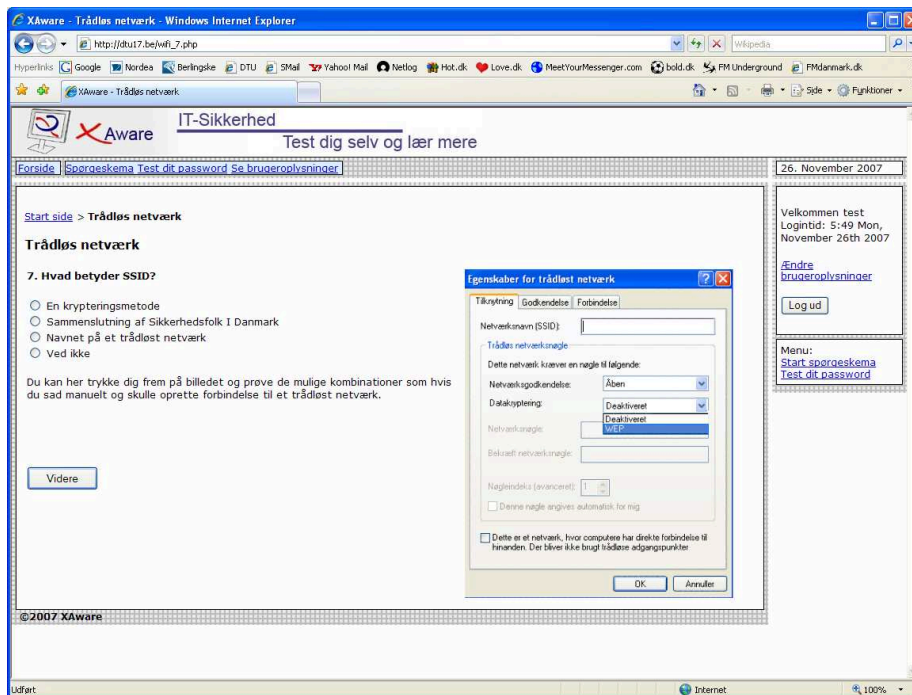 XAware - Trådløs netværk - Windows Internet Explorer
http://dtu17.be/wifi_7.php
Wikipedia
Hyperlinks Google Nordea Berlingske DTU SMail Yahoo! Mail Netlog Hot.dk Love.dk MeetYourMessenger.com bold.dk FM Underground FMdanmark.dk
XAware - Trådløs netværk
Side Funktioner
XAware
IT-Sikkerhed
Test dig selv og lær mere
Forside Spørgeskema Test dit password Se brugeroplysninger
26. November 2007
Start side > Trådløs netværk
Trådløs netværk
7. Hvad betyder SSID?
En krypteringsmetode
Sammenslutning af Sikkerhedsfolk I Danmark
Navnet på et trådløst netværk
Ved ikke
Du kan her trykke dig frem på billedet og prøve de mulige kombinationer som hvis
du sad manuelt og skulle oprette forbindelse til et trådløst netværk.
Videre
Egenskaber for trådløst netværk
Tilknytning Godkendelse Forbindelse
Netværksnavn (SSID):
Trådløs netværksnøgle
Dette netværk kræver en nøgle til følgende:
Netværksgodkendelse: Åben
Datakryptering: Deaktiveret
Deaktiveret
WEP
Netværksnøgle:
Bekræft netværksnøgle:
Nøgleindeks (avanceret): 1
Denne nøgle angives automatisk for mig
Dette er et netværk, hvor computere har direkte forbindelse til
hinanden. Der bliver ikke brugt trådløse adgangspunkter
OK Annuller
Velkommen test
Logintid: 5:49 Mon,
November 26th 2007
Ændre
brugeroplysninger
Log ud
Menu:
Start spørgeskema
Test dit password
©2007 XAware
Udført
Internet
100%